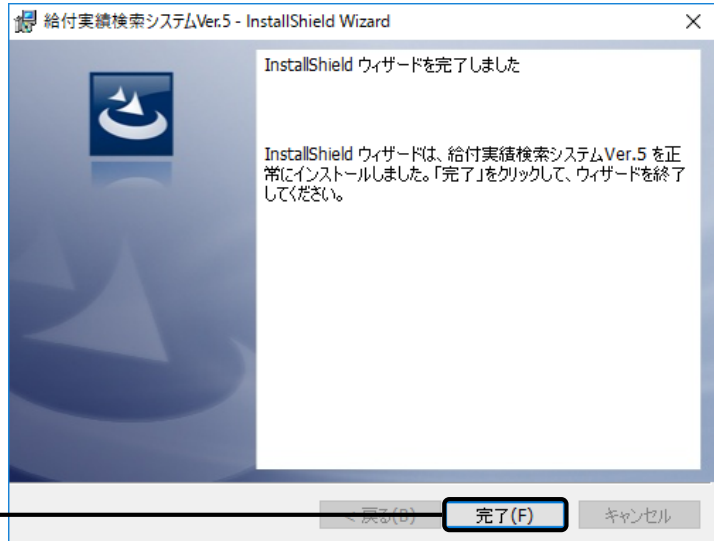 給付実績検索システムVer.5 - InstallShield Wizard
InstallShield ウィザードを完了しました
InstallShield ウィザードは、給付実績検索システムVer.5 を正
常にインストールしました。「完了」をクリックして、ウィザードを終了
してください。
< 戻る(B) 完了(F) キャンセル